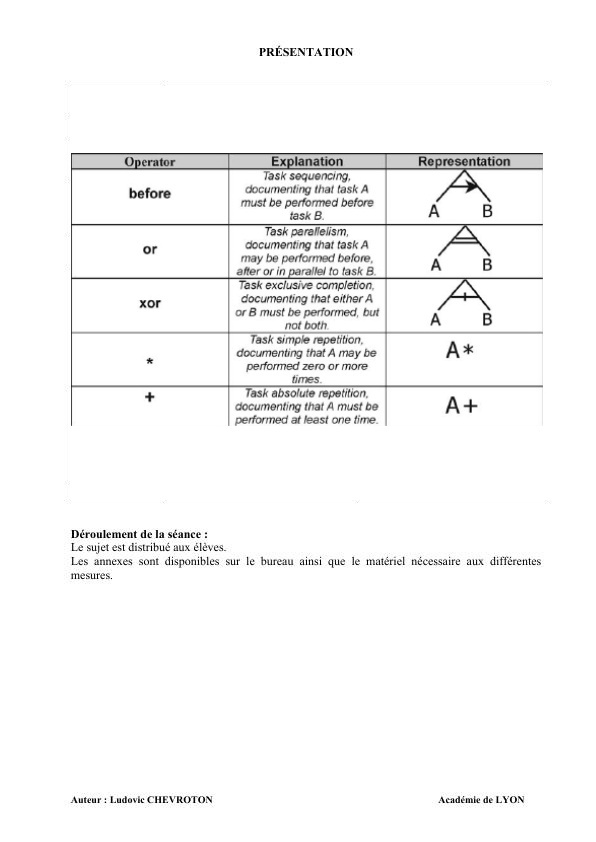 PRÉSENTATION
Operator Explanation Representation
before
Task sequencing,
documenting that task A
must be performed before
task B.
A B
or
Task parallelism,
documenting that task A
may be performed before,
after or in parallel to task B.
A B
xor
Task exclusive completion,
documenting that either A
or B must be performed, but
not both.
A B
*
Task simple repetition,
documenting that A may be
performed zero or more
times.
A*
+
Task absolute repetition,
documenting that A must be
performed at least one time.
A+
Déroulement de la séance :
Le sujet est distribué aux élèves.
Les annexes sont disponibles sur le bureau ainsi que le matériel nécessaire aux différentes
mesures.
Auteur : Ludovic CHEVROTON Académie de LYON